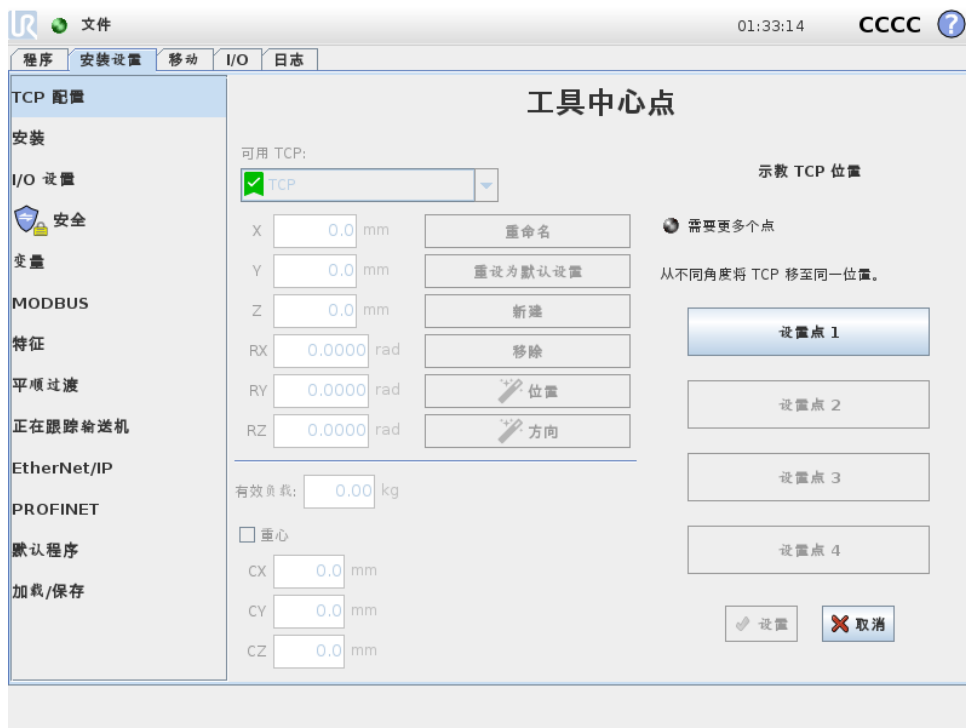 UR 文件 01:33:14 CCCC ?
程序 安装设置 移动 I/O 日志
TCP 配置
安装
I/O 设置
安全
变量
MODBUS
特征
平顺过渡
正在跟踪输送机
EtherNet/IP
PROFINET
默认程序
加载/保存
工具中心点
可用 TCP:
TCP
X 0.0 mm 重命名
Y 0.0 mm 重设为默认设置
Z 0.0 mm 新建
RX 0.0000 rad 移除
RY 0.0000 rad 位置
RZ 0.0000 rad 方向
有效负载: 0.00 kg
重心
CX 0.0 mm
CY 0.0 mm
CZ 0.0 mm
示教 TCP 位置
需要更多个点
从不同角度将 TCP 移至同一位置。
设置点 1
设置点 2
设置点 3
设置点 4
设置 取消